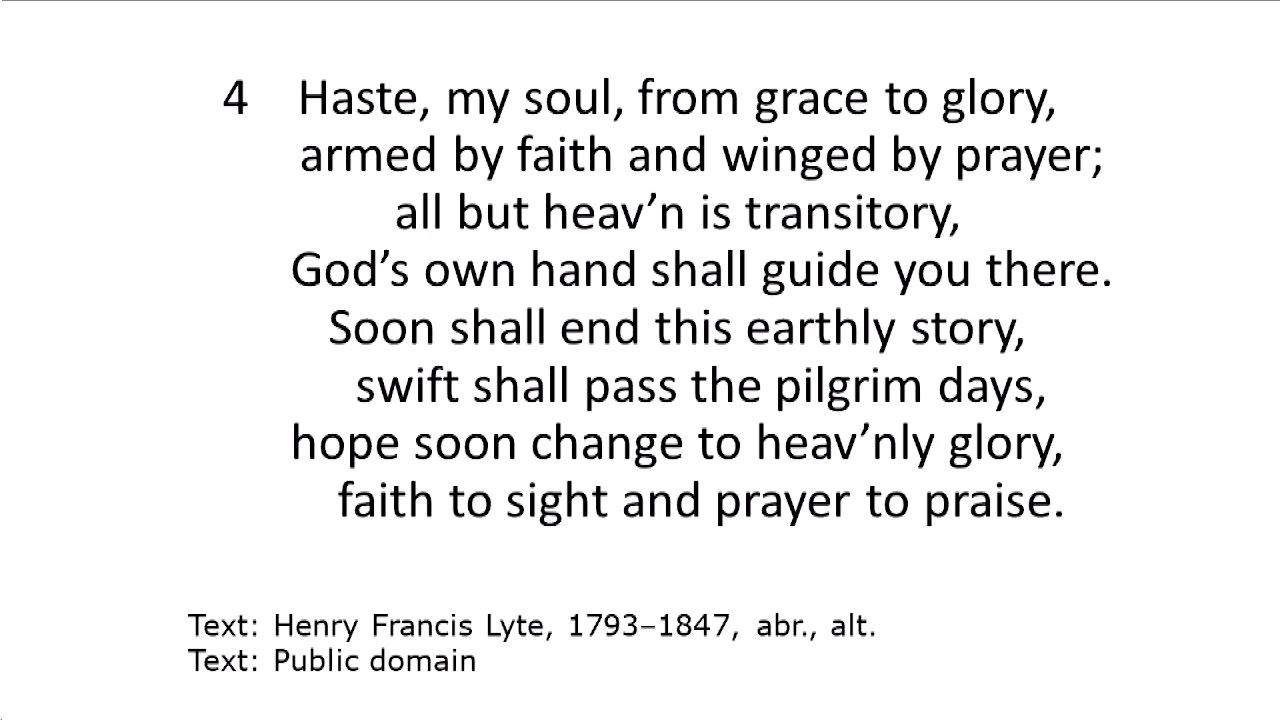 4 Haste, my soul, from grace to glory,
armed by faith and winged by prayer;
all but heav’n is transitory,
God’s own hand shall guide you there.
Soon shall end this earthly story,
swift shall pass the pilgrim days,
hope soon change to heav’nly glory,
faith to sight and prayer to praise.
Text: Henry Francis Lyte, 1793–1847, abr., alt.
Text: Public domain